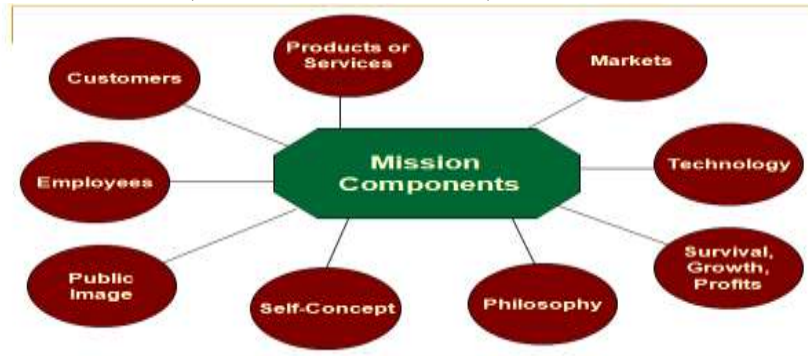 Products or
Services
Markets
Customers
Mission
Components
Technology
Employees
Survival,
Growth,
Profits
Public
Image
Self-Concept
Philosophy